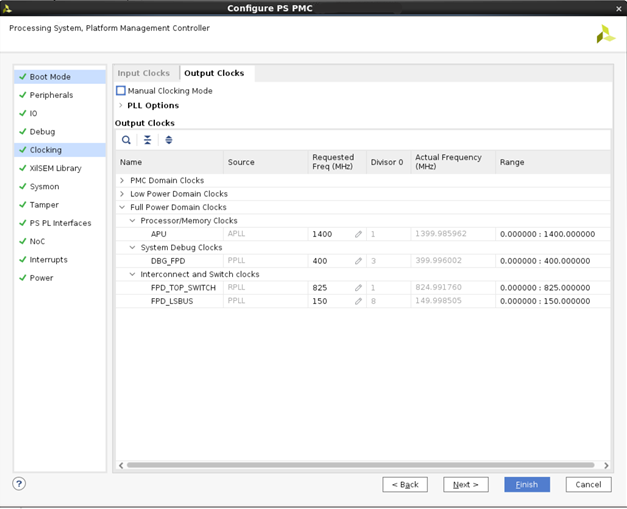 Configure PS PMC
Processing System, Platform Management Controller
Boot Mode
Peripherals
IO
Debug
Clocking
XilSEM Library
Sysmon
Tamper
PS PL Interfaces
NoC
Interrupts
Power
Input Clocks Output Clocks
Manual Clocking Mode
PLL Options
Output Clocks
Name Source Requested Freq (MHz) Divisor 0 Actual Frequency (MHz) Range
PMC Domain Clocks
Low Power Domain Clocks
Full Power Domain Clocks
Processor/Memory Clocks
APU APLL 1400 1 1399.985962 0.000000 : 1400.000000
System Debug Clocks
DBG_FPD PPLL 400 3 399.996002 0.000000 : 400.000000
Interconnect and Switch clocks
FPD_TOP_SWITCH RPLL 825 1 824.991760 0.000000 : 825.000000
FPD_LSBUS PPLL 150 8 149.998505 0.000000 : 150.000000
? < Back Next > Finish Cancel